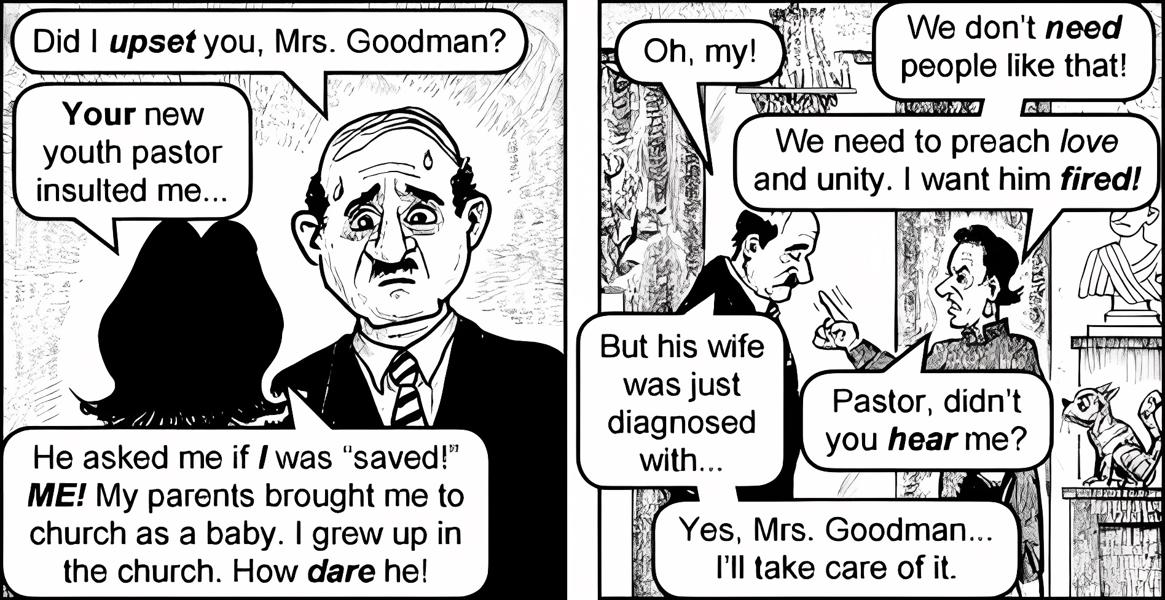 Did I upset you, Mrs. Goodman?
Your new
youth pastor
insulted me...
He asked me if I was "saved!"
ME! My parents brought me to
church as a baby. I grew up in
the church. How dare he!
Oh, my!
We don't need
people like that!
We need to preach love
and unity. I want him fired!
But his wife
was just
diagnosed
with...
Pastor, didn't
you hear me?
Yes, Mrs. Goodman...
I'll take care of it.